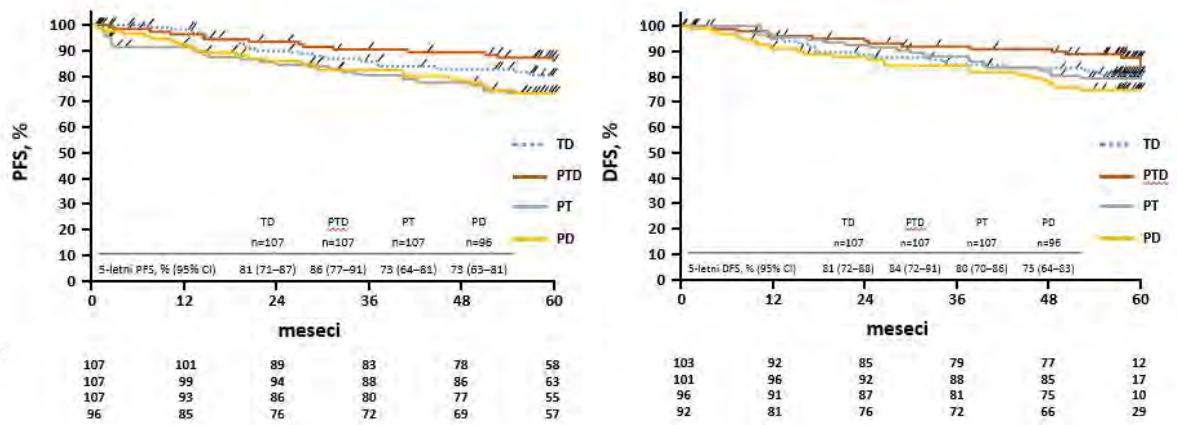 PFS, %
100
90
80
70
60
50
40
30
20
10
0
TD
PTD
PT
PD
TD PTD PT PD
n=107 n=107 n=107 n=96
5-letni PFS, % (95% CI) 81 (71–87) 86 (77–91) 73 (64–81) 73 (63–81)
0 12 24 36 48 60
meseci
107 101 89 83 78 58
107 99 94 88 86 63
107 93 86 80 77 55
96 85 76 72 69 57
DFS, %
100
90
80
70
60
50
40
30
20
10
0
TD
PTD
PT
PD
TD PTD PT PD
n=107 n=107 n=107 n=96
5-letni DFS, % (95% CI) 81 (72–88) 84 (72–91) 80 (70–86) 75 (64–83)
0 12 24 36 48 60
meseci
103 92 85 79 77 12
101 96 92 88 85 17
96 91 87 81 75 10
92 81 76 72 66 29